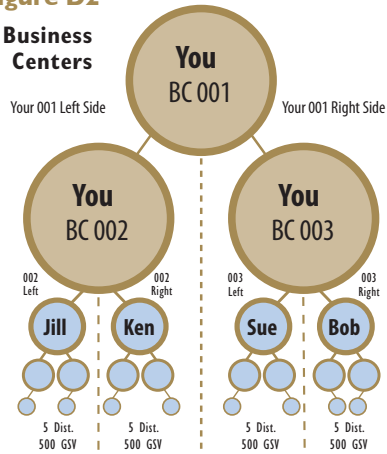 Business
Centers
You
BC 001
Your 001 Left Side
Your 001 Right Side
You
BC 002
You
BC 003
002
Left
002
Right
003
Left
003
Right
Jill
Ken
Sue
Bob
5 Dist.
500 GSV
5 Dist.
500 GSV
5 Dist.
500 GSV
5 Dist.
500 GSV